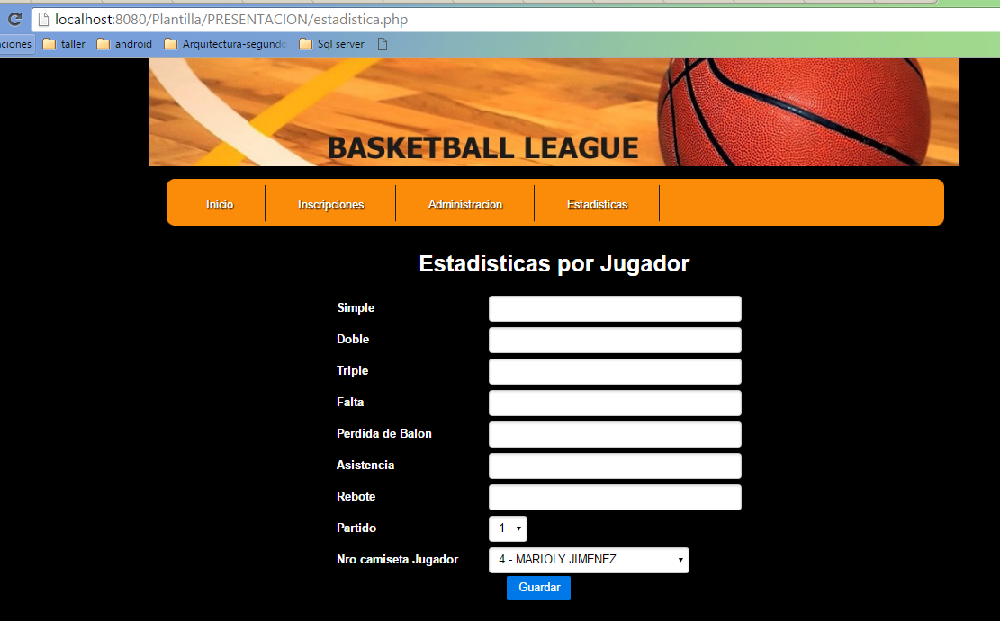 localhost:8080/Plantilla/PRESENTACION/estadistica.php
ciones taller android Arquitectura-segundo Sql server
BASKETBALL LEAGUE
Inicio Inscripciones Administracion Estadisticas
Estadisticas por Jugador
Simple
Doble
Triple
Falta
Perdida de Balon
Asistencia
Rebote
Partido 1
Nro camiseta Jugador 4 - MARIOLY JIMENEZ
Guardar